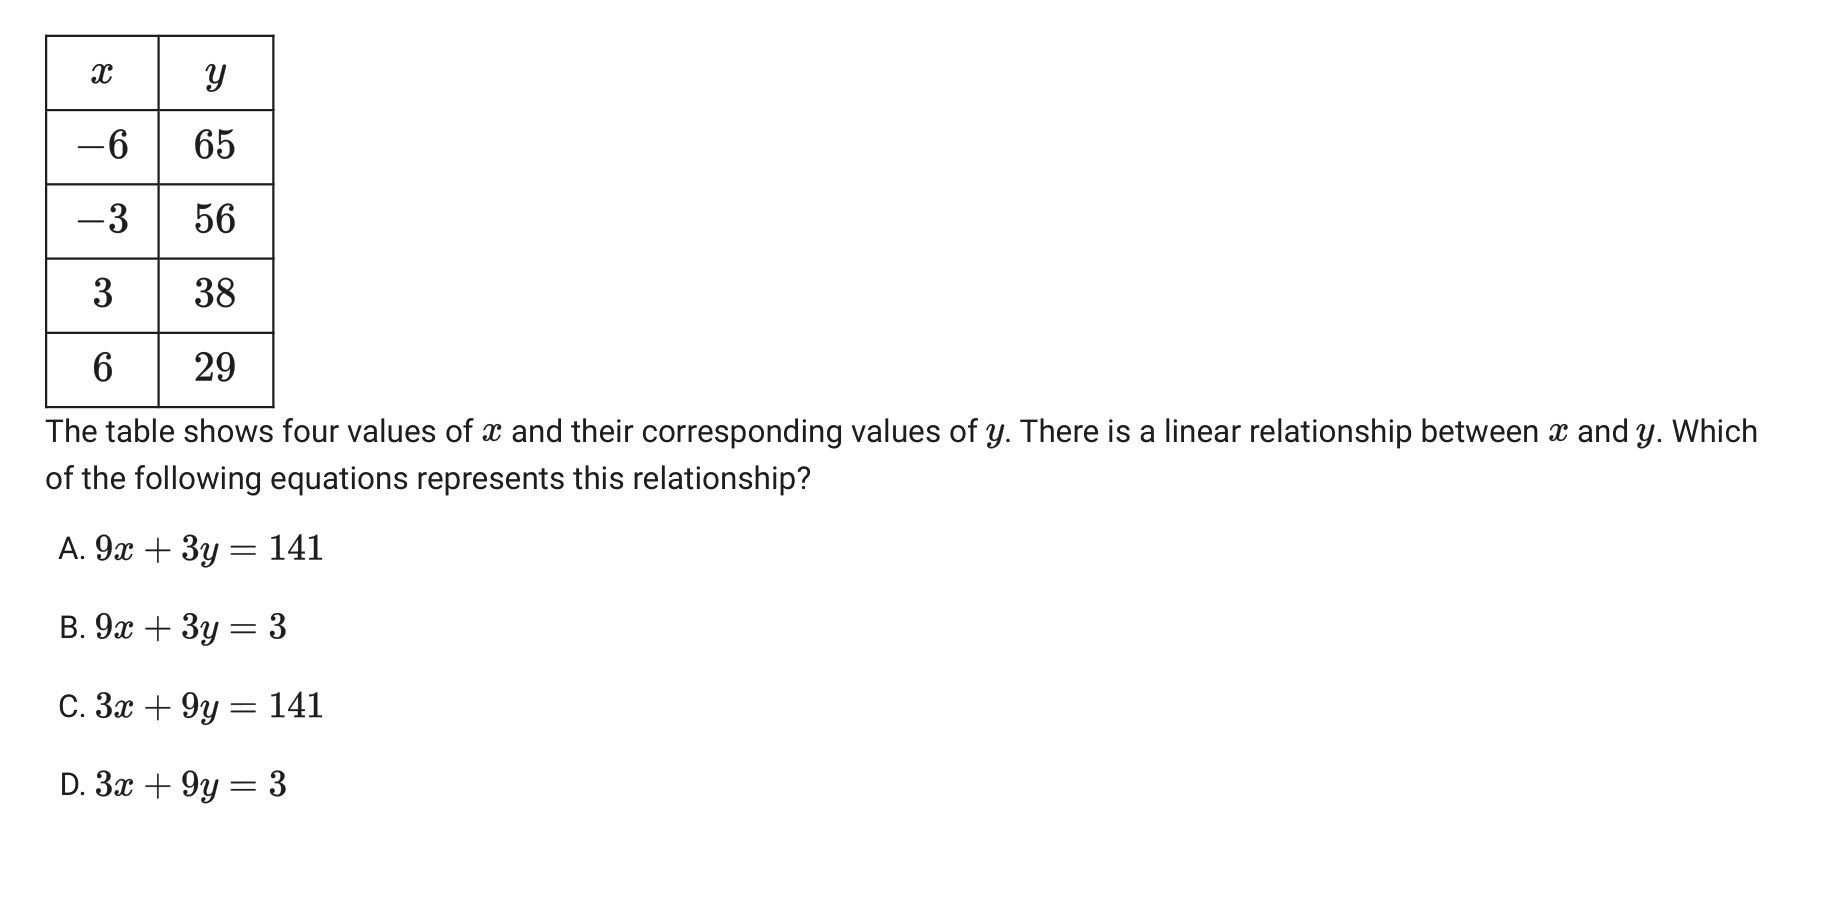 x y
−6 65
−3 56
3 38
6 29
The table shows four values of x and their corresponding values of y. There is a linear relationship between x and y. Which
of the following equations represents this relationship?
A. 9x + 3y = 141
B. 9x + 3y = 3
C. 3x + 9y = 141
D. 3x + 9y = 3